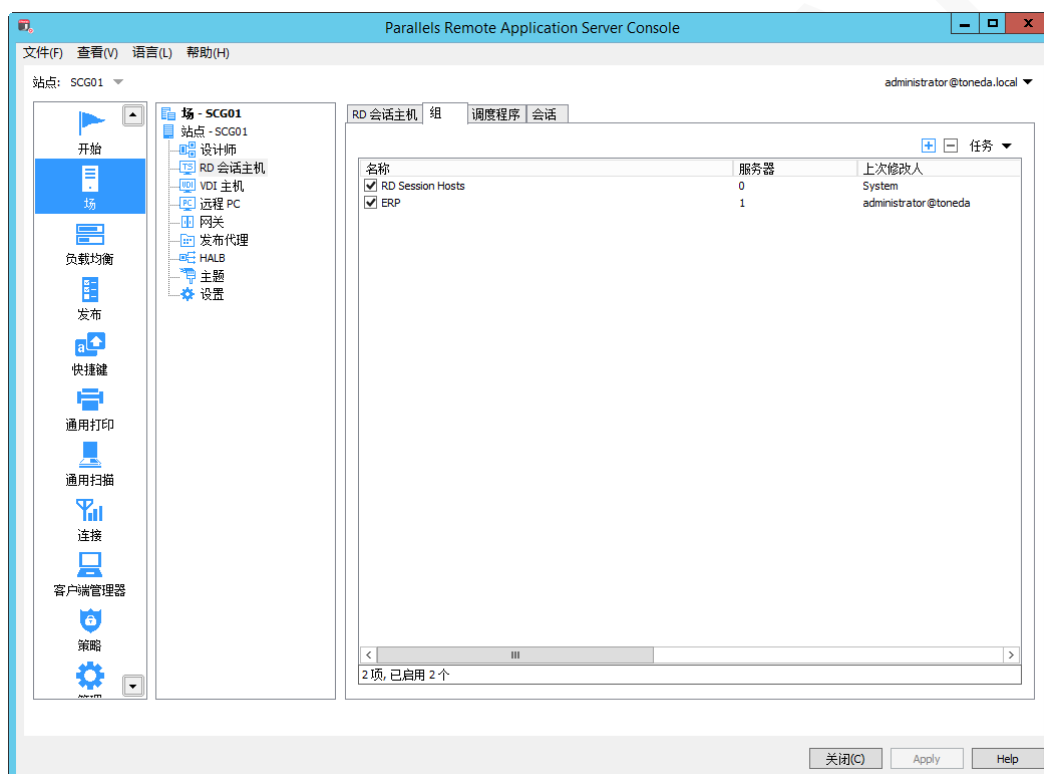 Parallels Remote Application Server Console
文件(F) 查看(V) 语言(L) 帮助(H)
站点: SCG01
administrator@toneda.local
开始
场
负载均衡
发布
快捷键
通用打印
通用扫描
连接
客户端管理器
策略
场 - SCG01
站点 - SCG01
设计师
RD 会话主机
VDI 主机
远程 PC
网关
发布代理
HALB
主题
设置
RD 会话主机 组 调度程序 会话
任务
名称 服务器 上次修改人
RD Session Hosts 0 System
ERP 1 administrator@toneda
2 项, 已启用 2 个
关闭(C) Apply Help